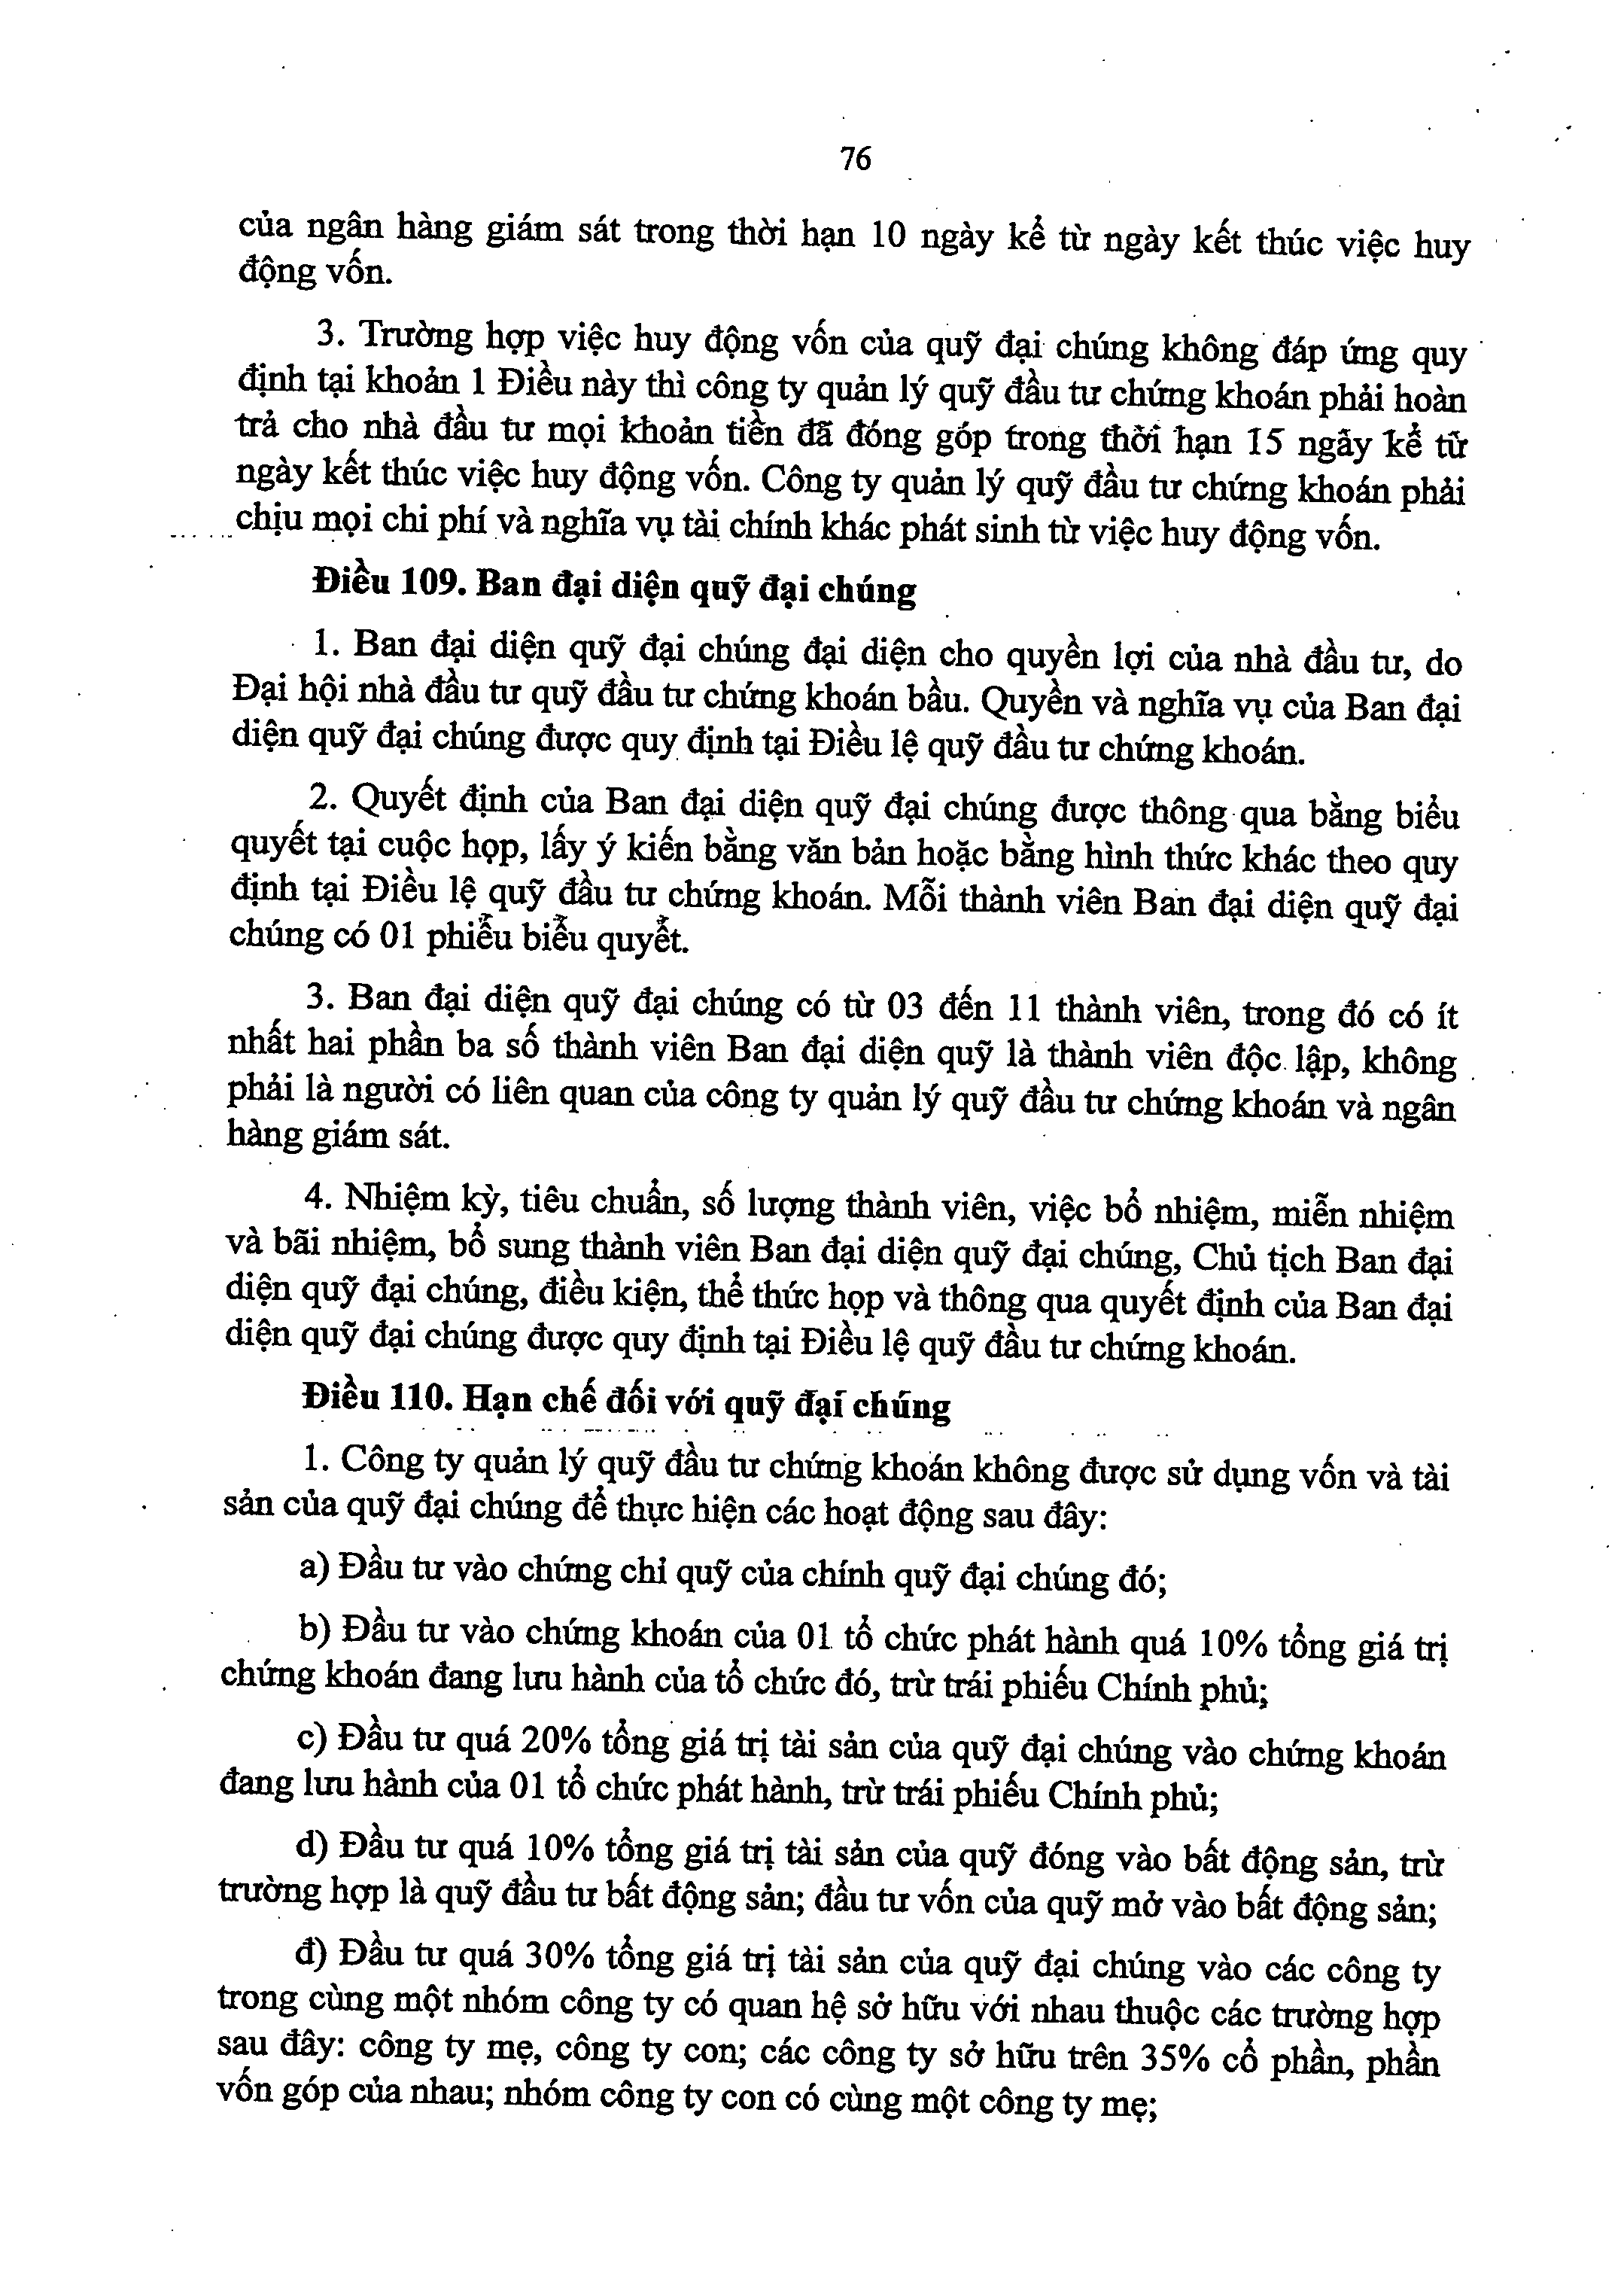 76
của ngân hàng giám sát trong thời hạn 10 ngày kể từ ngày kết thúc việc huy
động vốn.
3. Trường hợp việc huy động vốn của quỹ đại chúng không đáp ứng quy
định tại khoản 1 Điều này thì công ty quản lý quỹ đầu tư chứng khoán phải hoàn
trả cho nhà đầu tư mọi khoản tiền đã đóng góp trong thời hạn 15 ngày kể từ
ngày kết thúc việc huy động vốn. Công ty quản lý quỹ đầu tư chứng khoán phải
chịu mọi chi phí và nghĩa vụ tài chính khác phát sinh từ việc huy động vốn.
Điều 109. Ban đại diện quỹ đại chúng
1. Ban đại diện quỹ đại chúng đại diện cho quyền lợi của nhà đầu tư, do
Đại hội nhà đầu tư quỹ đầu tư chứng khoán bầu. Quyền và nghĩa vụ của Ban đại
diện quỹ đại chúng được quy định tại Điều lệ quỹ đầu tư chứng khoán.
2. Quyết định của Ban đại diện quỹ đại chúng được thông qua bằng biểu
quyết tại cuộc họp, lấy ý kiến bằng văn bản hoặc bằng hình thức khác theo quy
định tại Điều lệ quỹ đầu tư chứng khoán. Mỗi thành viên Ban đại diện quỹ đại
chúng có 01 phiếu biểu quyết.
3. Ban đại diện quỹ đại chúng có từ 03 đến 11 thành viên, trong đó có ít
nhất hai phần ba số thành viên Ban đại diện quỹ là thành viên độc lập, không
phải là người có liên quan của công ty quản lý quỹ đầu tư chứng khoán và ngân
hàng giám sát.
4. Nhiệm kỳ, tiêu chuẩn, số lượng thành viên, việc bổ nhiệm, miễn nhiệm
và bãi nhiệm, bổ sung thành viên Ban đại diện quỹ đại chúng, Chủ tịch Ban đại
diện quỹ đại chúng, điều kiện, thể thức họp và thông qua quyết định của Ban đại
diện quỹ đại chúng được quy định tại Điều lệ quỹ đầu tư chứng khoán.
Điều 110. Hạn chế đối với quỹ đại chúng
1. Công ty quản lý quỹ đầu tư chứng khoán không được sử dụng vốn và tài
sản của quỹ đại chúng để thực hiện các hoạt động sau đây:
a) Đầu tư vào chứng chỉ quỹ của chính quỹ đại chúng đó;
b) Đầu tư vào chứng khoán của 01 tổ chức phát hành quá 10% tổng giá trị
chứng khoán đang lưu hành của tổ chức đó, trừ trái phiếu Chính phủ;
c) Đầu tư quá 20% tổng giá trị tài sản của quỹ đại chúng vào chứng khoán
đang lưu hành của 01 tổ chức phát hành, trừ trái phiếu Chính phủ;
d) Đầu tư quá 10% tổng giá trị tài sản của quỹ đóng vào bất động sản, trừ
trường hợp là quỹ đầu tư bất động sản; đầu tư vốn của quỹ mở vào bất động sản;
đ) Đầu tư quá 30% tổng giá trị tài sản của quỹ đại chúng vào các công ty
trong cùng một nhóm công ty có quan hệ sở hữu với nhau thuộc các trường hợp
sau đây: công ty mẹ, công ty con; các công ty sở hữu trên 35% cổ phần, phần
vốn góp của nhau; nhóm công ty con có cùng một công ty mẹ;